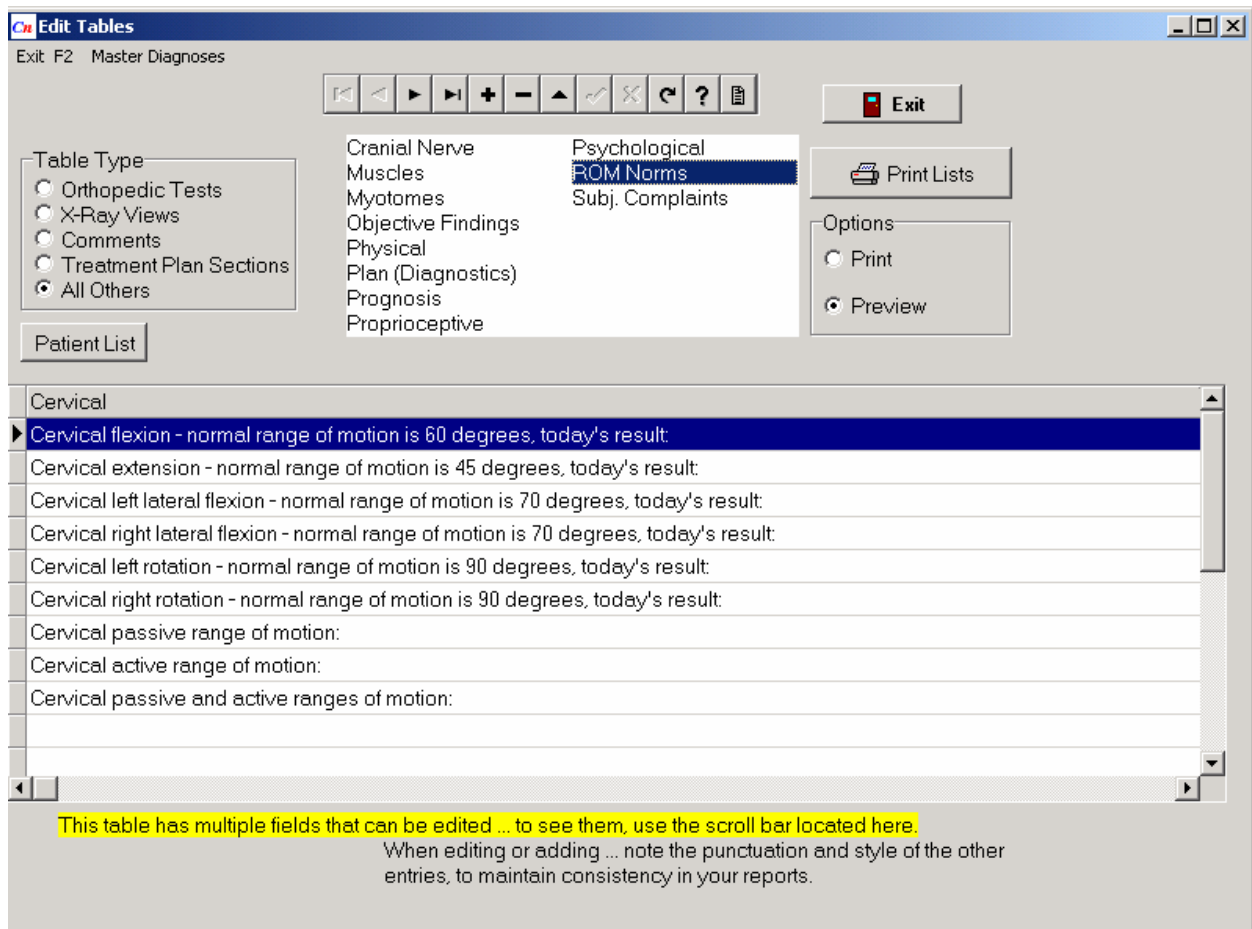 Cn Edit Tables
Exit F2 Master Diagnoses
Exit
Table Type
Orthopedic Tests
X-Ray Views
Comments
Treatment Plan Sections
All Others
Patient List
Cranial Nerve
Muscles
Myotomes
Objective Findings
Physical
Plan (Diagnostics)
Prognosis
Proprioceptive
Psychological
ROM Norms
Subj. Complaints
Print Lists
Options
Print
Preview
Cervical
Cervical flexion - normal range of motion is 60 degrees, today's result:
Cervical extension - normal range of motion is 45 degrees, today's result:
Cervical left lateral flexion - normal range of motion is 70 degrees, today's result:
Cervical right lateral flexion - normal range of motion is 70 degrees, today's result:
Cervical left rotation - normal range of motion is 90 degrees, today's result:
Cervical right rotation - normal range of motion is 90 degrees, today's result:
Cervical passive range of motion:
Cervical active range of motion:
Cervical passive and active ranges of motion:
This table has multiple fields that can be edited ... to see them, use the scroll bar located here.
When editing or adding ... note the punctuation and style of the other
entries, to maintain consistency in your reports.